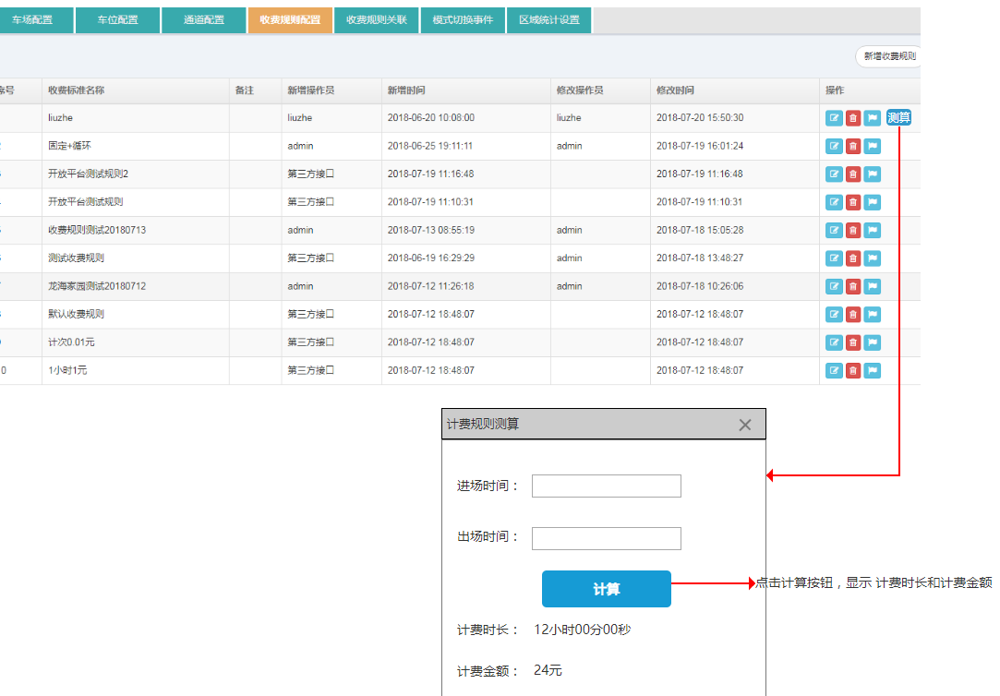 车场配置 车位配置 通道配置 收费规则配置 收费规则关联 模式切换事件 区域统计设置
新增收费规则
号 收费标准名称 备注 新增操作员 新增时间 修改操作员 修改时间 操作
liuzhe liuzhe 2018-06-20 10:08:00 liuzhe 2018-07-20 15:50:30 测算
固定+循环 admin 2018-06-25 19:11:11 admin 2018-07-19 16:01:24
开放平台测试规则2 第三方接口 2018-07-19 11:16:48 2018-07-19 11:16:48
开放平台测试规则 第三方接口 2018-07-19 11:10:31 2018-07-19 11:10:31
收费规则测试20180713 admin 2018-07-13 08:55:19 admin 2018-07-18 15:05:28
测试收费规则 第三方接口 2018-06-19 16:29:29 admin 2018-07-18 13:48:27
龙海家园测试20180712 admin 2018-07-12 11:26:18 admin 2018-07-18 10:26:06
默认收费规则 第三方接口 2018-07-12 18:48:07 2018-07-12 18:48:07
计次0.01元 第三方接口 2018-07-12 18:48:07 2018-07-12 18:48:07
0 1小时1元 第三方接口 2018-07-12 18:48:07 2018-07-12 18:48:07
计费规则测算
进场时间：
出场时间：
计算 点击计算按钮，显示 计费时长和计费金额
计费时长： 12小时00分00秒
计费金额： 24元